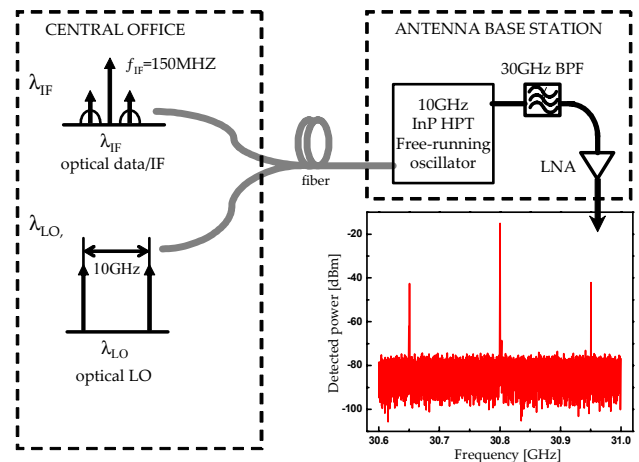 CENTRAL OFFICE
λIF
fIF=150MHZ
λIF
optical data/IF
λLO,
10GHz
λLO
optical LO
fiber
ANTENNA BASE STATION
30GHz BPF
10GHz
InP HPT
Free-running
oscillator
LNA
Detected power [dBm]
-20
-40
-60
-80
-100
30.6
30.7
30.8
30.9
31.0
Frequency [GHz]